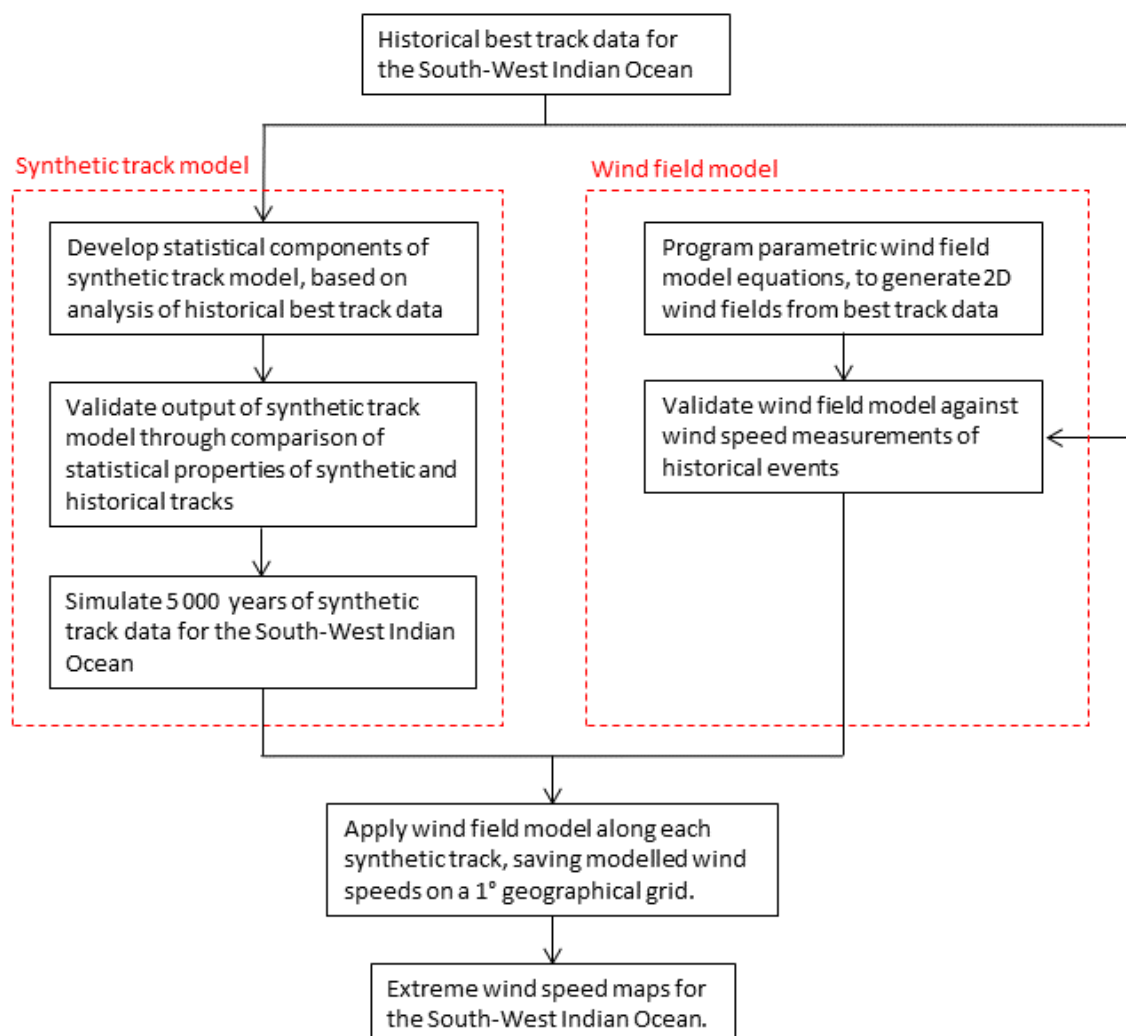 Historical best track data for
the South-West Indian Ocean
Synthetic track model
Develop statistical components of
synthetic track model, based on
analysis of historical best track data
Validate output of synthetic track
model through comparison of
statistical properties of synthetic and
historical tracks
Simulate 5 000 years of synthetic
track data for the South-West Indian
Ocean
Wind field model
Program parametric wind field
model equations, to generate 2D
wind fields from best track data
Validate wind field model against
wind speed measurements of
historical events
Apply wind field model along each
synthetic track, saving modelled wind
speeds on a 1° geographical grid.
Extreme wind speed maps for
the South-West Indian Ocean.